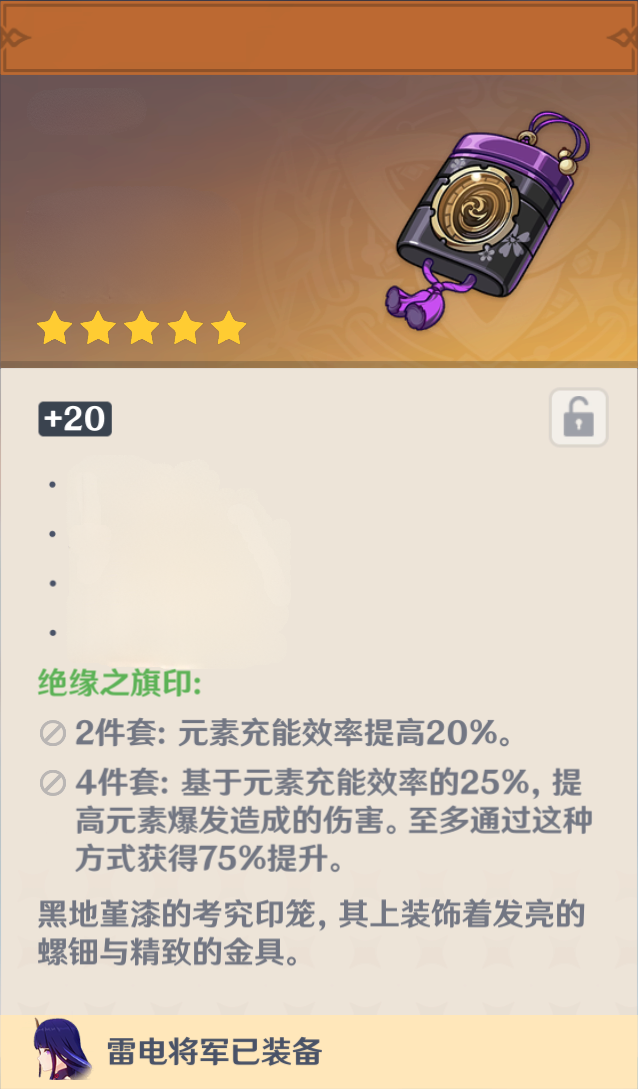 +20
绝缘之旗印:
2件套: 元素充能效率提高20%。
4件套: 基于元素充能效率的25%, 提
高元素爆发造成的伤害。至多通过这种
方式获得75%提升。
黑地堇漆的考究印笼, 其上装饰着发亮的
螺钿与精致的金具。
雷电将军已装备